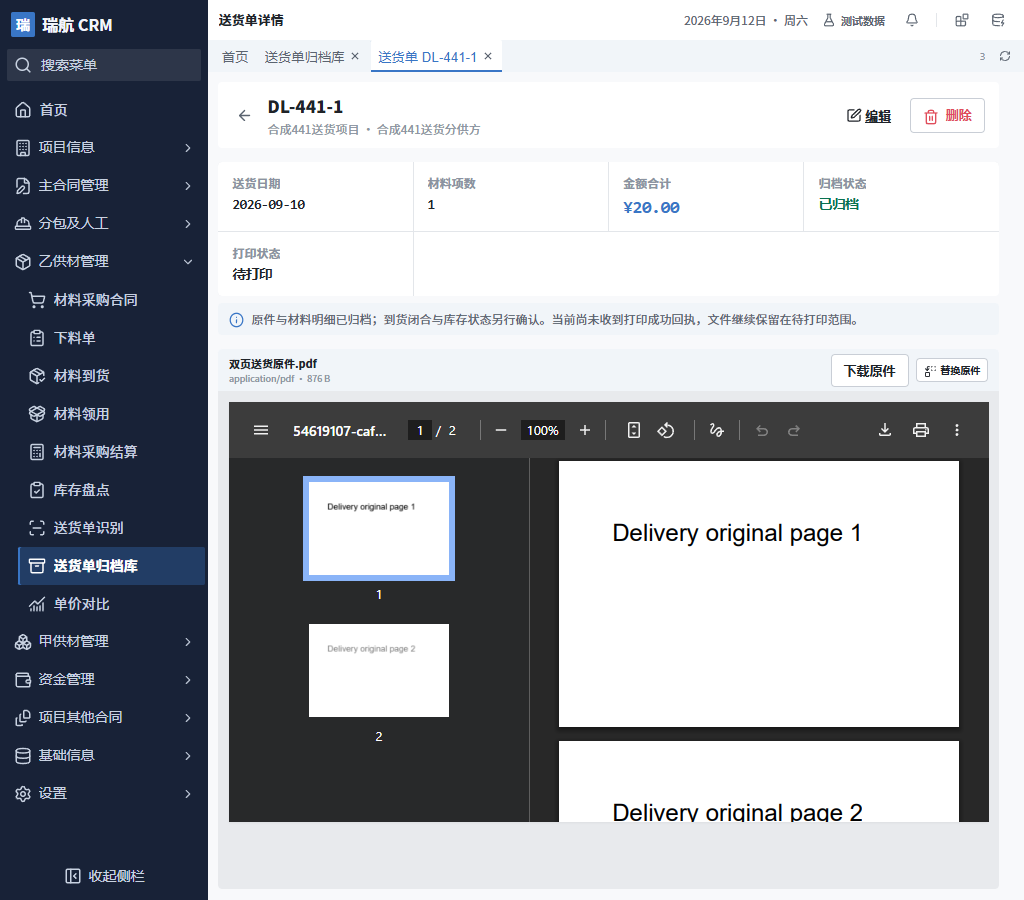 瑞 瑞航 CRM
搜索菜单
首页
项目信息
主合同管理
分包及人工
乙供材管理
材料采购合同
下料单
材料到货
材料领用
材料采购结算
库存盘点
送货单识别
送货单归档库
单价对比
甲供材管理
资金管理
项目其他合同
基础信息
设置
收起侧栏
送货单详情
2026年9月12日 · 周六 测试数据
首页 送货单归档库 × 送货单 DL-441-1 × 3
DL-441-1
合成441送货项目 · 合成441送货分供方
编辑 删除
送货日期
2026-09-10
材料项数
1
金额合计
¥20.00
归档状态
已归档
打印状态
待打印
原件与材料明细已归档；到货闭合与库存状态另行确认。当前尚未收到打印成功回执，文件继续保留在待打印范围。
双页送货原件.pdf
application/pdf · 876 B
下载原件 替换原件
54619107-caf... 1 / 2 100%
Delivery original page 1
1
Delivery original page 2
2
Delivery original page 1
Delivery original page 2